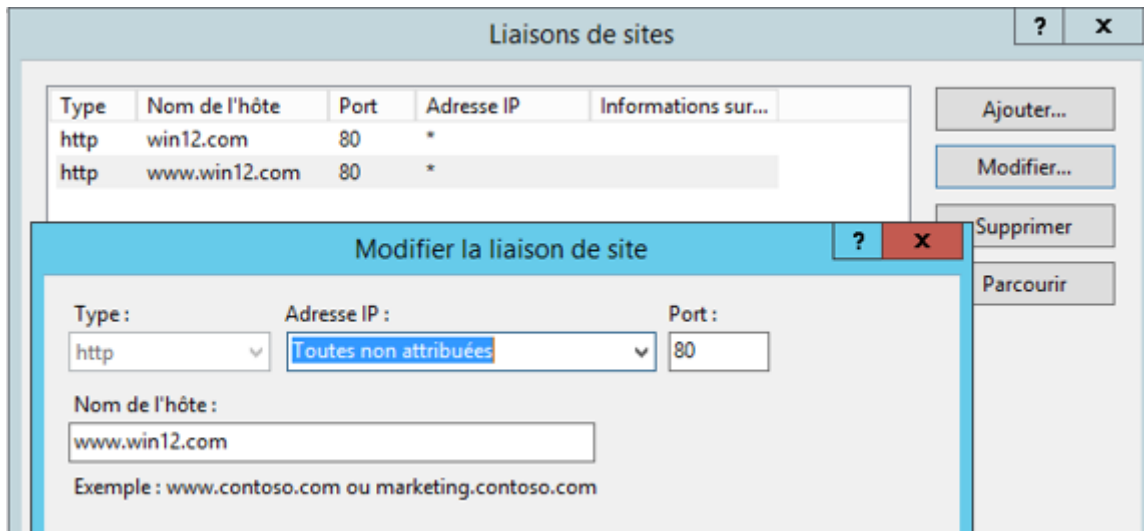 Liaisons de sites
? x
Type Nom de l'hôte Port Adresse IP Informations sur...
http win12.com 80 *
http www.win12.com 80 *
Ajouter...
Modifier...
Supprimer
Parcourir
Modifier la liaison de site
? x
Type : Adresse IP : Port :
http Toutes non attribuées 80
Nom de l'hôte :
www.win12.com
Exemple : www.contoso.com ou marketing.contoso.com